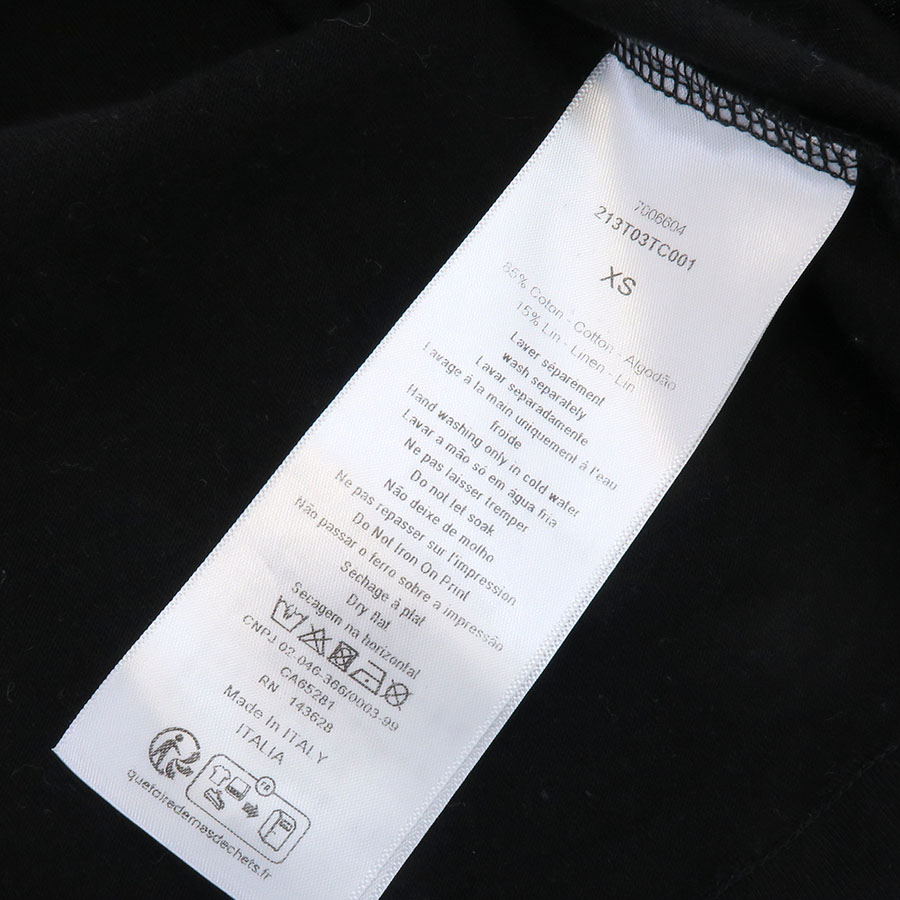 7006604
213T03TC001
XS
85% Coton - Cotton - Algodão
15% Lin - Linen - Lin
Laver séparement
wash separately
Lavar separadamente
Lavage à la main uniquement à l'eau
froide
Hand washing only in cold water
Lavar a mão só em água fria
Ne pas laisser tremper
Do not let soak
Não deixe de molho
Ne pas repasser sur l'impression
Do Not Iron On Print
Não passar o ferro sobre a impressão
Sechage à plat
Dry flat
Secagem na horizontal
CNPJ 02-046-366/0003-99
CA65281
RN 143628
Made In ITALY
ITALIA
FR
quefairedemesdechets.fr